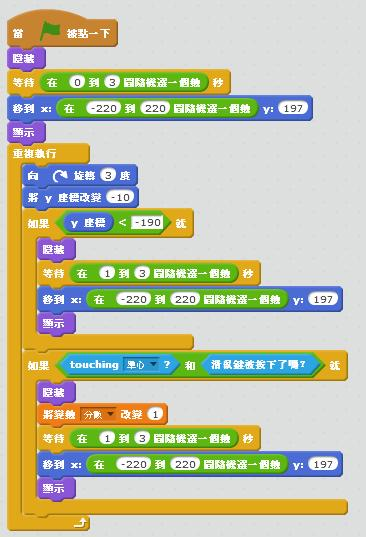 當 被點一下
隱藏
等待 在 0 到 3 間隨機選一個數 秒
移到 x: 在 -220 到 220 間隨機選一個數 y: 197
顯示
重複執行
向 旋轉 3 度
將 y 座標改變 -10
如果 y 座標 < -190 就
隱藏
等待 在 1 到 3 間隨機選一個數 秒
移到 x: 在 -220 到 220 間隨機選一個數 y: 197
顯示
如果 touching 準心 ? 和 滑鼠鍵被按下了嗎? 就
隱藏
將變數 分數 改變 1
等待 在 1 到 3 間隨機選一個數 秒
移到 x: 在 -220 到 220 間隨機選一個數 y: 197
顯示